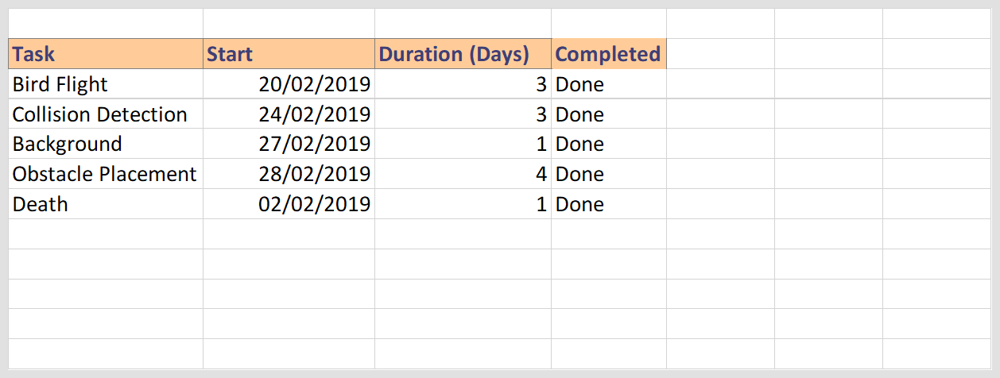 Task Start Duration (Days) Completed
Bird Flight 20/02/2019 3 Done
Collision Detection 24/02/2019 3 Done
Background 27/02/2019 1 Done
Obstacle Placement 28/02/2019 4 Done
Death 02/02/2019 1 Done